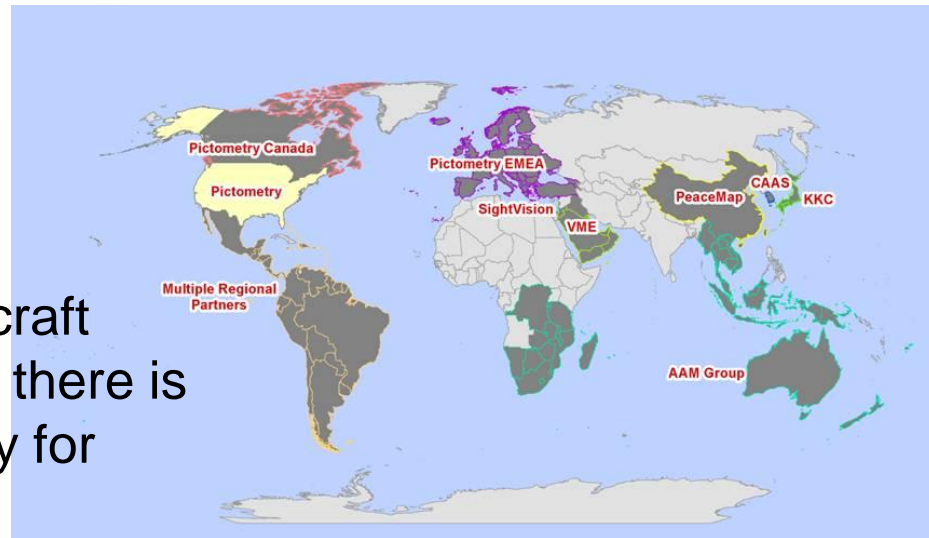 Pictometry Canada
Pictometry EMEA
Pictometry
CAAS
PeaceMap
KKC
SightVision
VME
Multiple Regional
Partners
craft
there is
y for
AAM Group